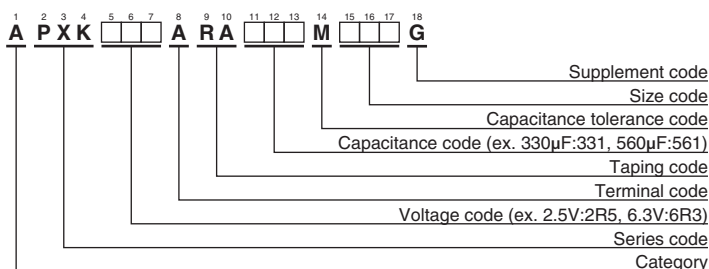 1 2 3 4 5 6 7 8 9 10 11 12 13 14 15 16 17 18
A P X K A R A M G
Supplement code
Size code
Capacitance tolerance code
Capacitance code (ex. 330µF:331, 560µF:561)
Taping code
Terminal code
Voltage code (ex. 2.5V:2R5, 6.3V:6R3)
Series code
Category